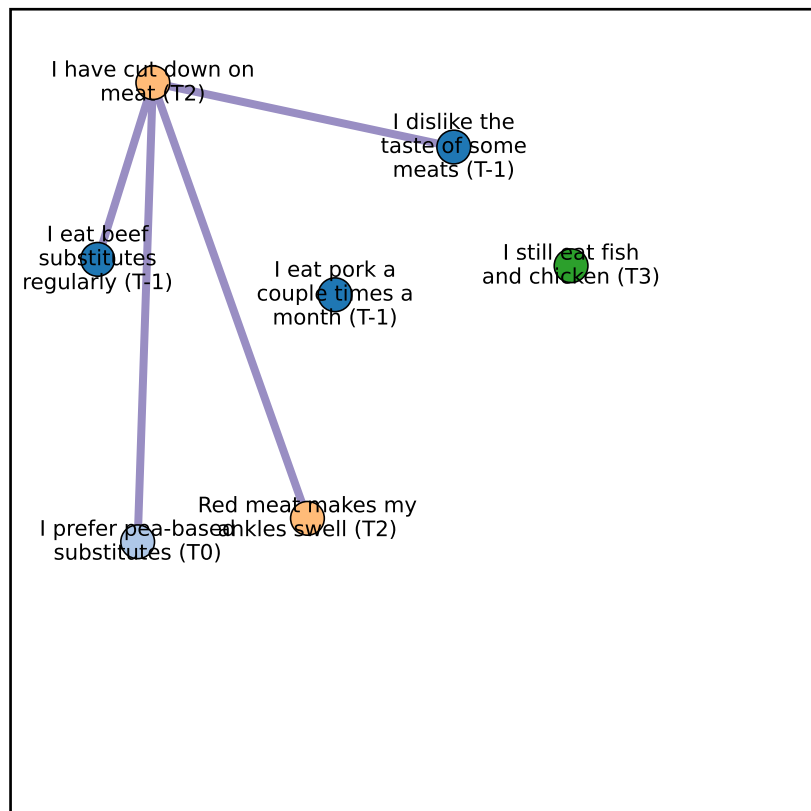 I have cut down on
meat (T2)
I dislike the
taste of some
meats (T-1)
I eat beef
substitutes
regularly (T-1)
I still eat fish
and chicken (T3)
I eat pork a
couple times a
month (T-1)
Red meat makes my
ankles swell (T2)
I prefer pea-based
substitutes (T0)